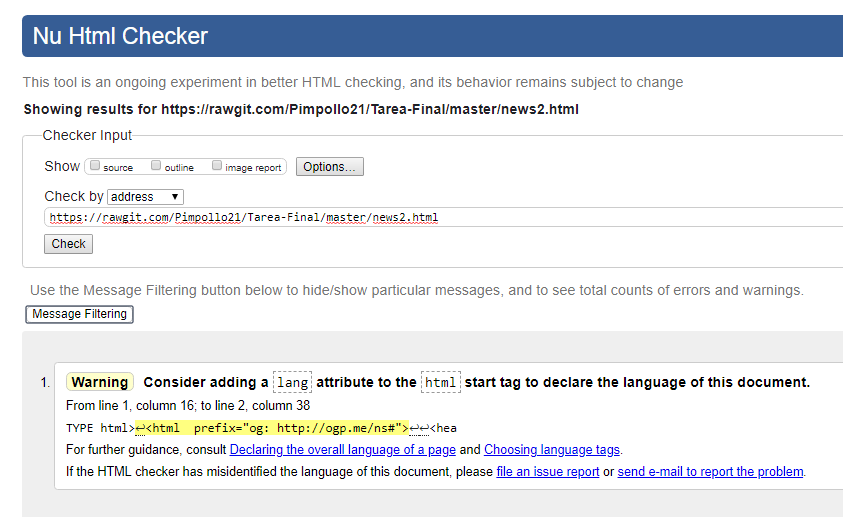 Nu Html Checker
This tool is an ongoing experiment in better HTML checking, and its behavior remains subject to change
Showing results for https://rawgit.com/Pimpollo21/Tarea-Final/master/news2.html
Checker Input
Show source outline image report Options...
Check by address
https://rawgit.com/Pimpollo21/Tarea-Final/master/news2.html
Check
Use the Message Filtering button below to hide/show particular messages, and to see total counts of errors and warnings.
Message Filtering
1. Warning Consider adding a lang attribute to the html start tag to declare the language of this document.
From line 1, column 16; to line 2, column 38
TYPE html>↩<html  prefix="og: http://ogp.me/ns#">↩↩<hea
For further guidance, consult Declaring the overall language of a page and Choosing language tags.
If the HTML checker has misidentified the language of this document, please file an issue report or send e-mail to report the problem.